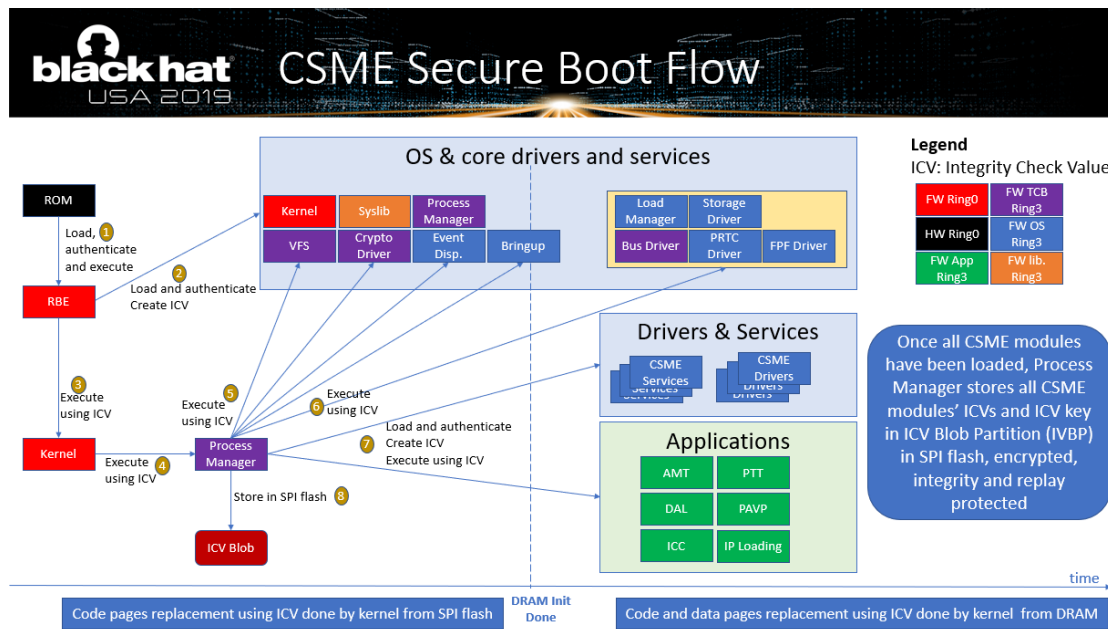 black hat
USA 2019
CSME Secure Boot Flow
OS & core drivers and services
Legend
ICV: Integrity Check Value
FW Ring0
FW TCB
Ring3
HW Ring0
FW OS
Ring3
FW App
Ring3
FW lib.
Ring3
ROM
1
Load,
authenticate
and execute
2
Load and authenticate
Create ICV
RBE
Kernel
Syslib
Process
Manager
VFS
Crypto
Driver
Event
Disp.
Bringup
Load
Manager
Storage
Driver
Bus Driver
PRTC
Driver
FPF Driver
Drivers & Services
CSME
Services
Services
Services
CSME
Drivers
Drivers
Drivers
3
Execute
using ICV
Kernel
4
Execute
using ICV
5
Execute
using ICV
Process
Manager
6
Execute
using ICV
7
Load and authenticate
Create ICV
Execute using ICV
Store in SPI flash
8
ICV Blob
Applications
AMT
PTT
DAL
PAVP
ICC
IP Loading
Once all CSME modules
have been loaded, Process
Manager stores all CSME
modules’ ICVs and ICV key
in ICV Blob Partition (IVBP)
in SPI flash, encrypted,
integrity and replay
protected
time
Code pages replacement using ICV done by kernel from SPI flash
DRAM Init
Done
Code and data pages replacement using ICV done by kernel from DRAM